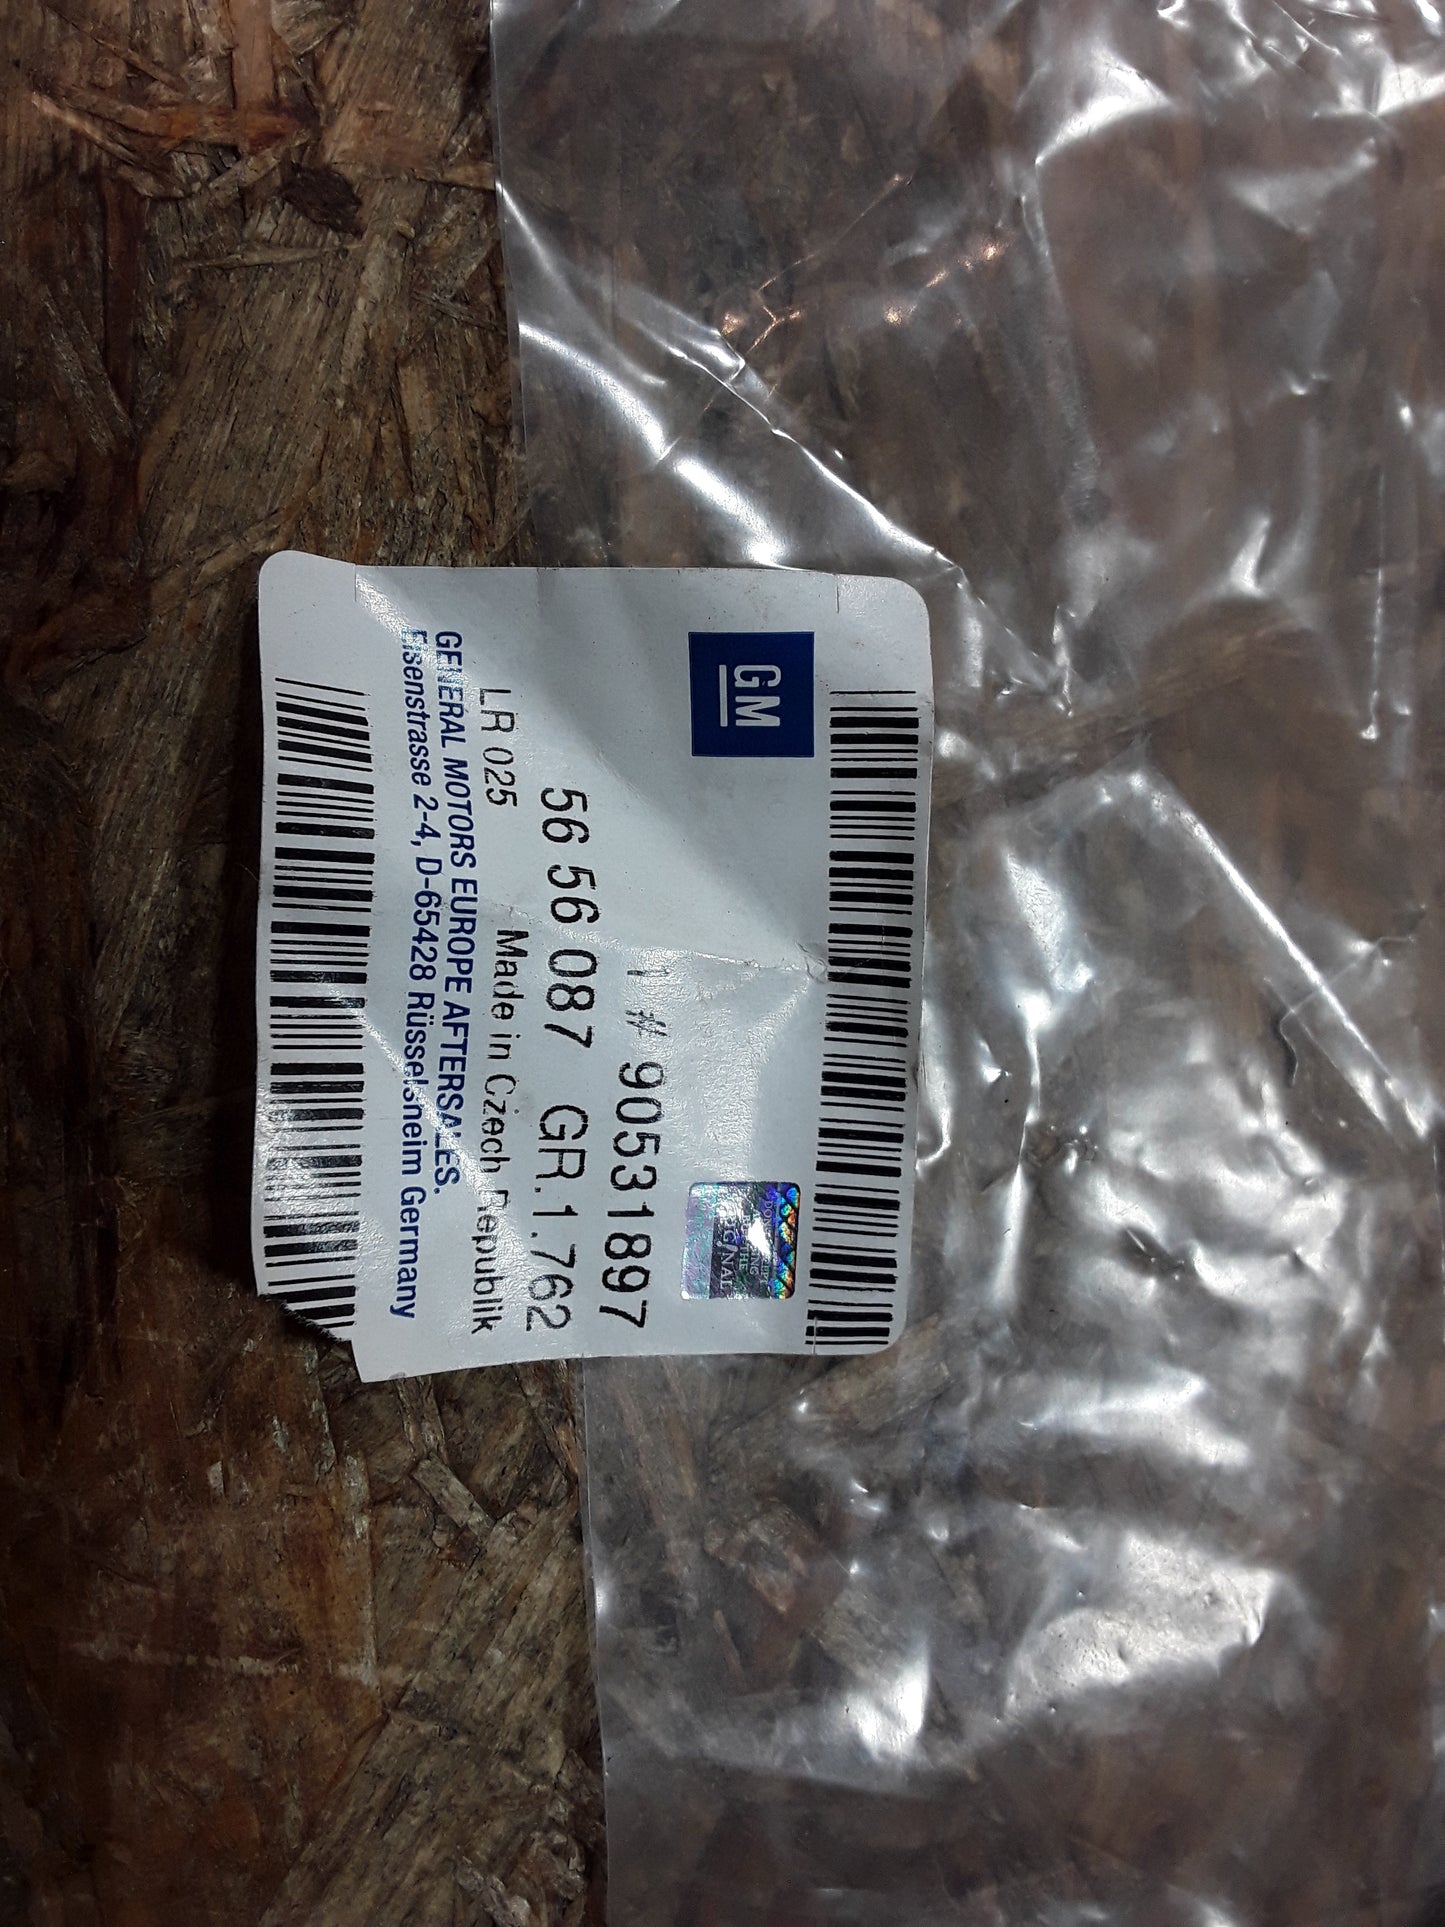 GM
1 # 90531897
56 56 087 GR.1.762
LR 025 Made in Czech Republik
GENERAL MOTORS EUROPE AFTERSALES.
Eisenstrasse 2-4, D-65428 Rüsselsheim Germany